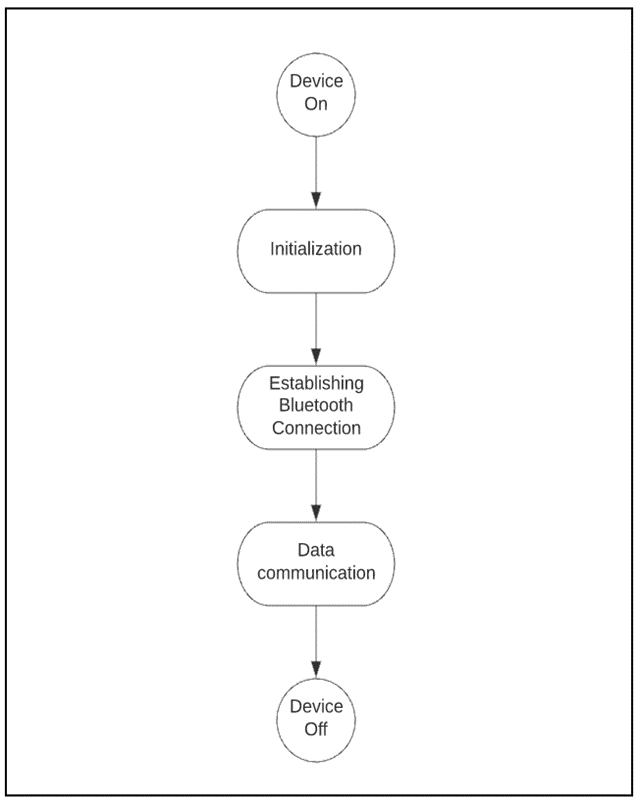 Device
On
Initialization
Establishing
Bluetooth
Connection
Data
communication
Device
Off